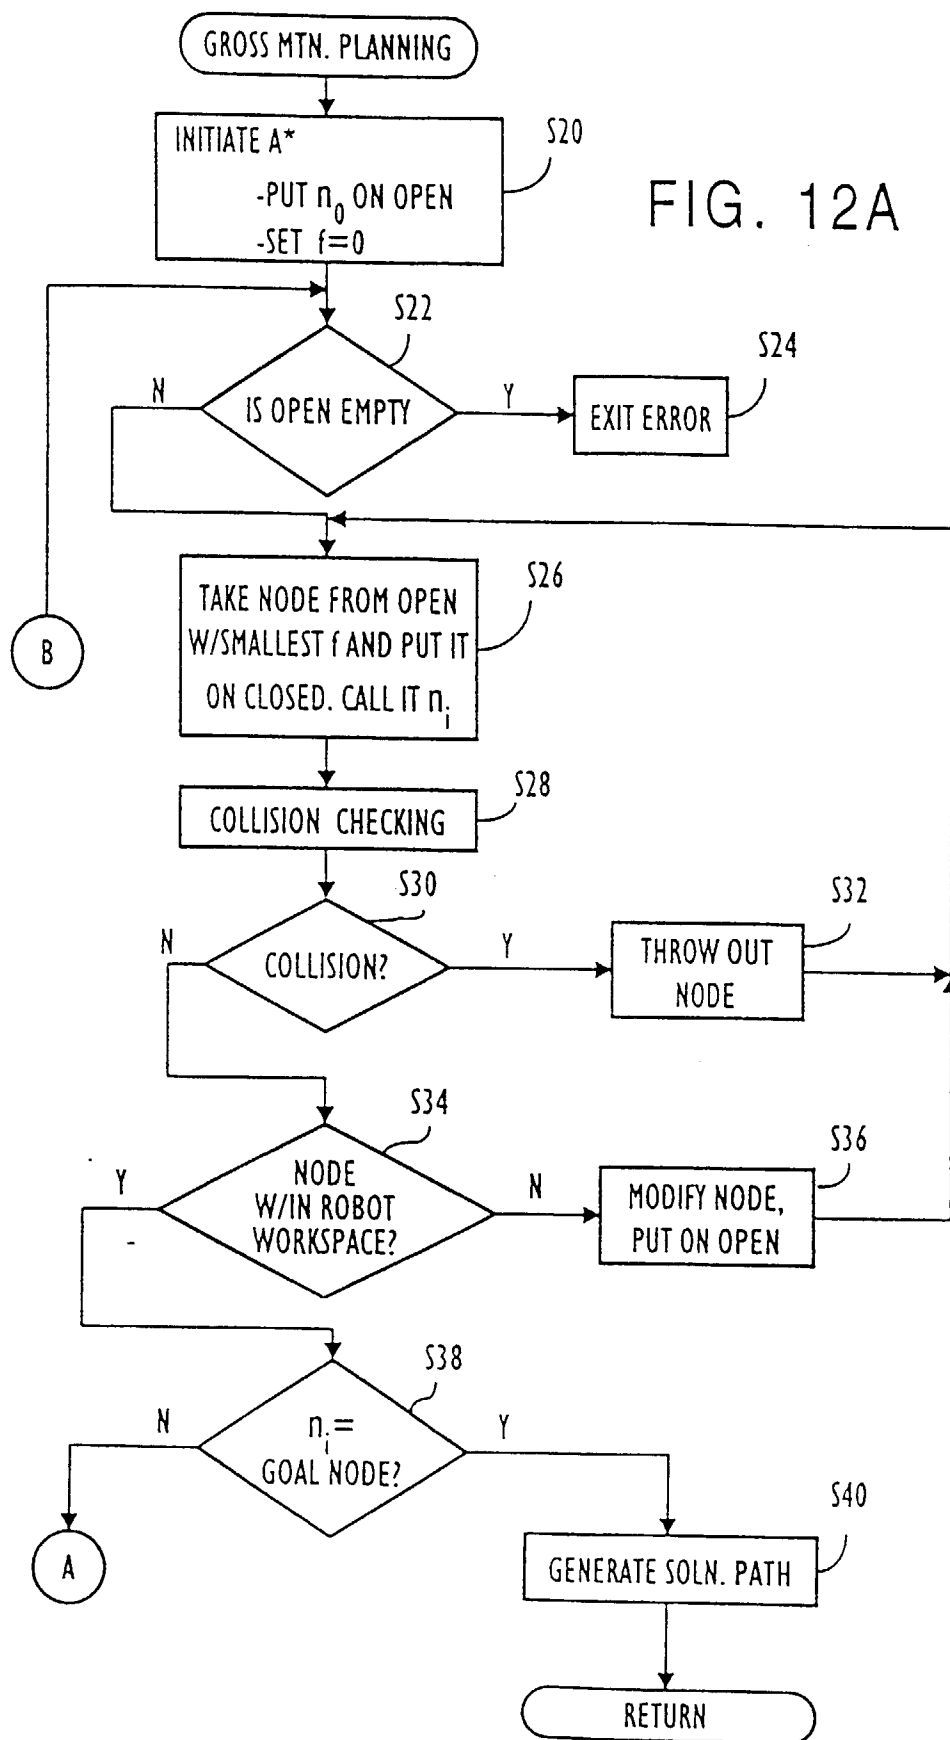 GROSS MTN. PLANNING
INITIATE A*
-PUT n0 ON OPEN
-SET f=0
S20
FIG. 12A
S22
IS OPEN EMPTY
N
Y
S24
EXIT ERROR
S26
TAKE NODE FROM OPEN
W/SMALLEST f AND PUT IT
ON CLOSED. CALL IT ni
B
S28
COLLISION CHECKING
S30
COLLISION?
N
Y
S32
THROW OUT
NODE
S34
NODE
W/IN ROBOT
WORKSPACE?
Y
N
S36
MODIFY NODE,
PUT ON OPEN
S38
ni=
GOAL NODE?
N
Y
A
S40
GENERATE SOLN. PATH
RETURN